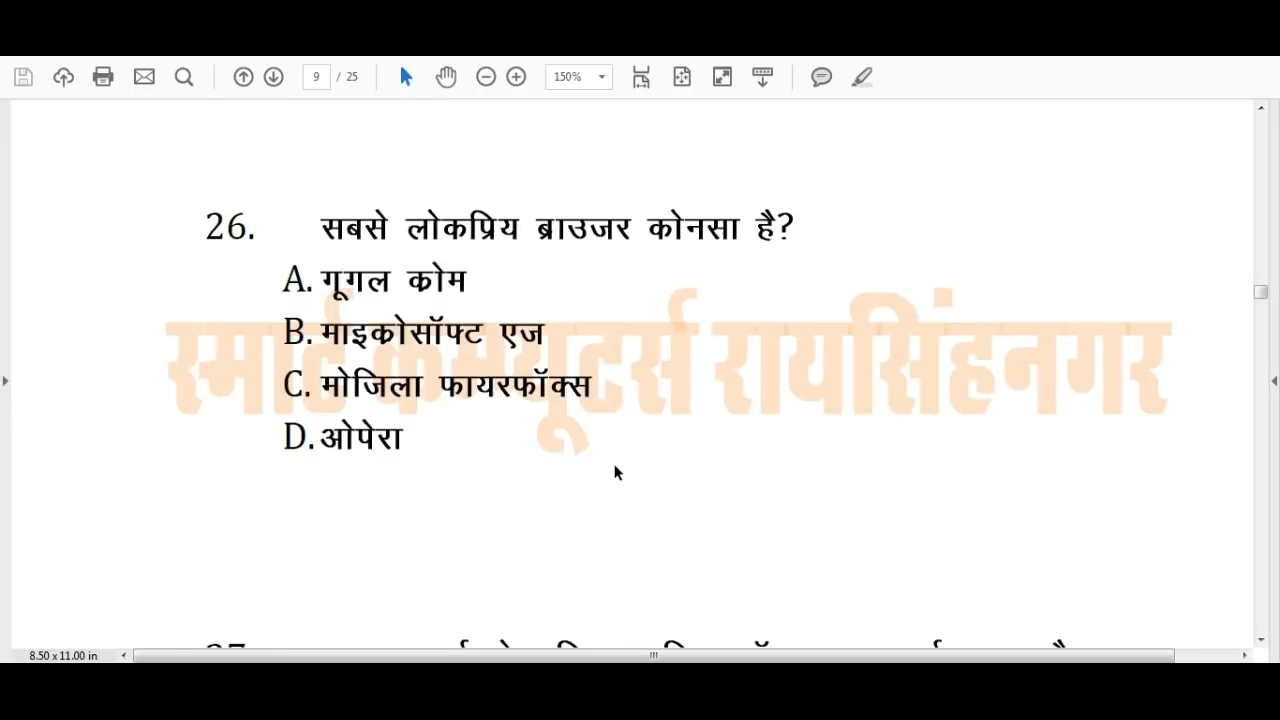 9 / 25 150%
26. सबसे लोकप्रिय ब्राउजर कोनसा है?
A. गूगल क्रोम
स्मार्ट कम्प्यूटर्स रायसिंहनगर
B. माइक्रोसॉफ्ट एज
C. मोजिला फायरफॉक्स
D. ओपेरा
8.50 x 11.00 in